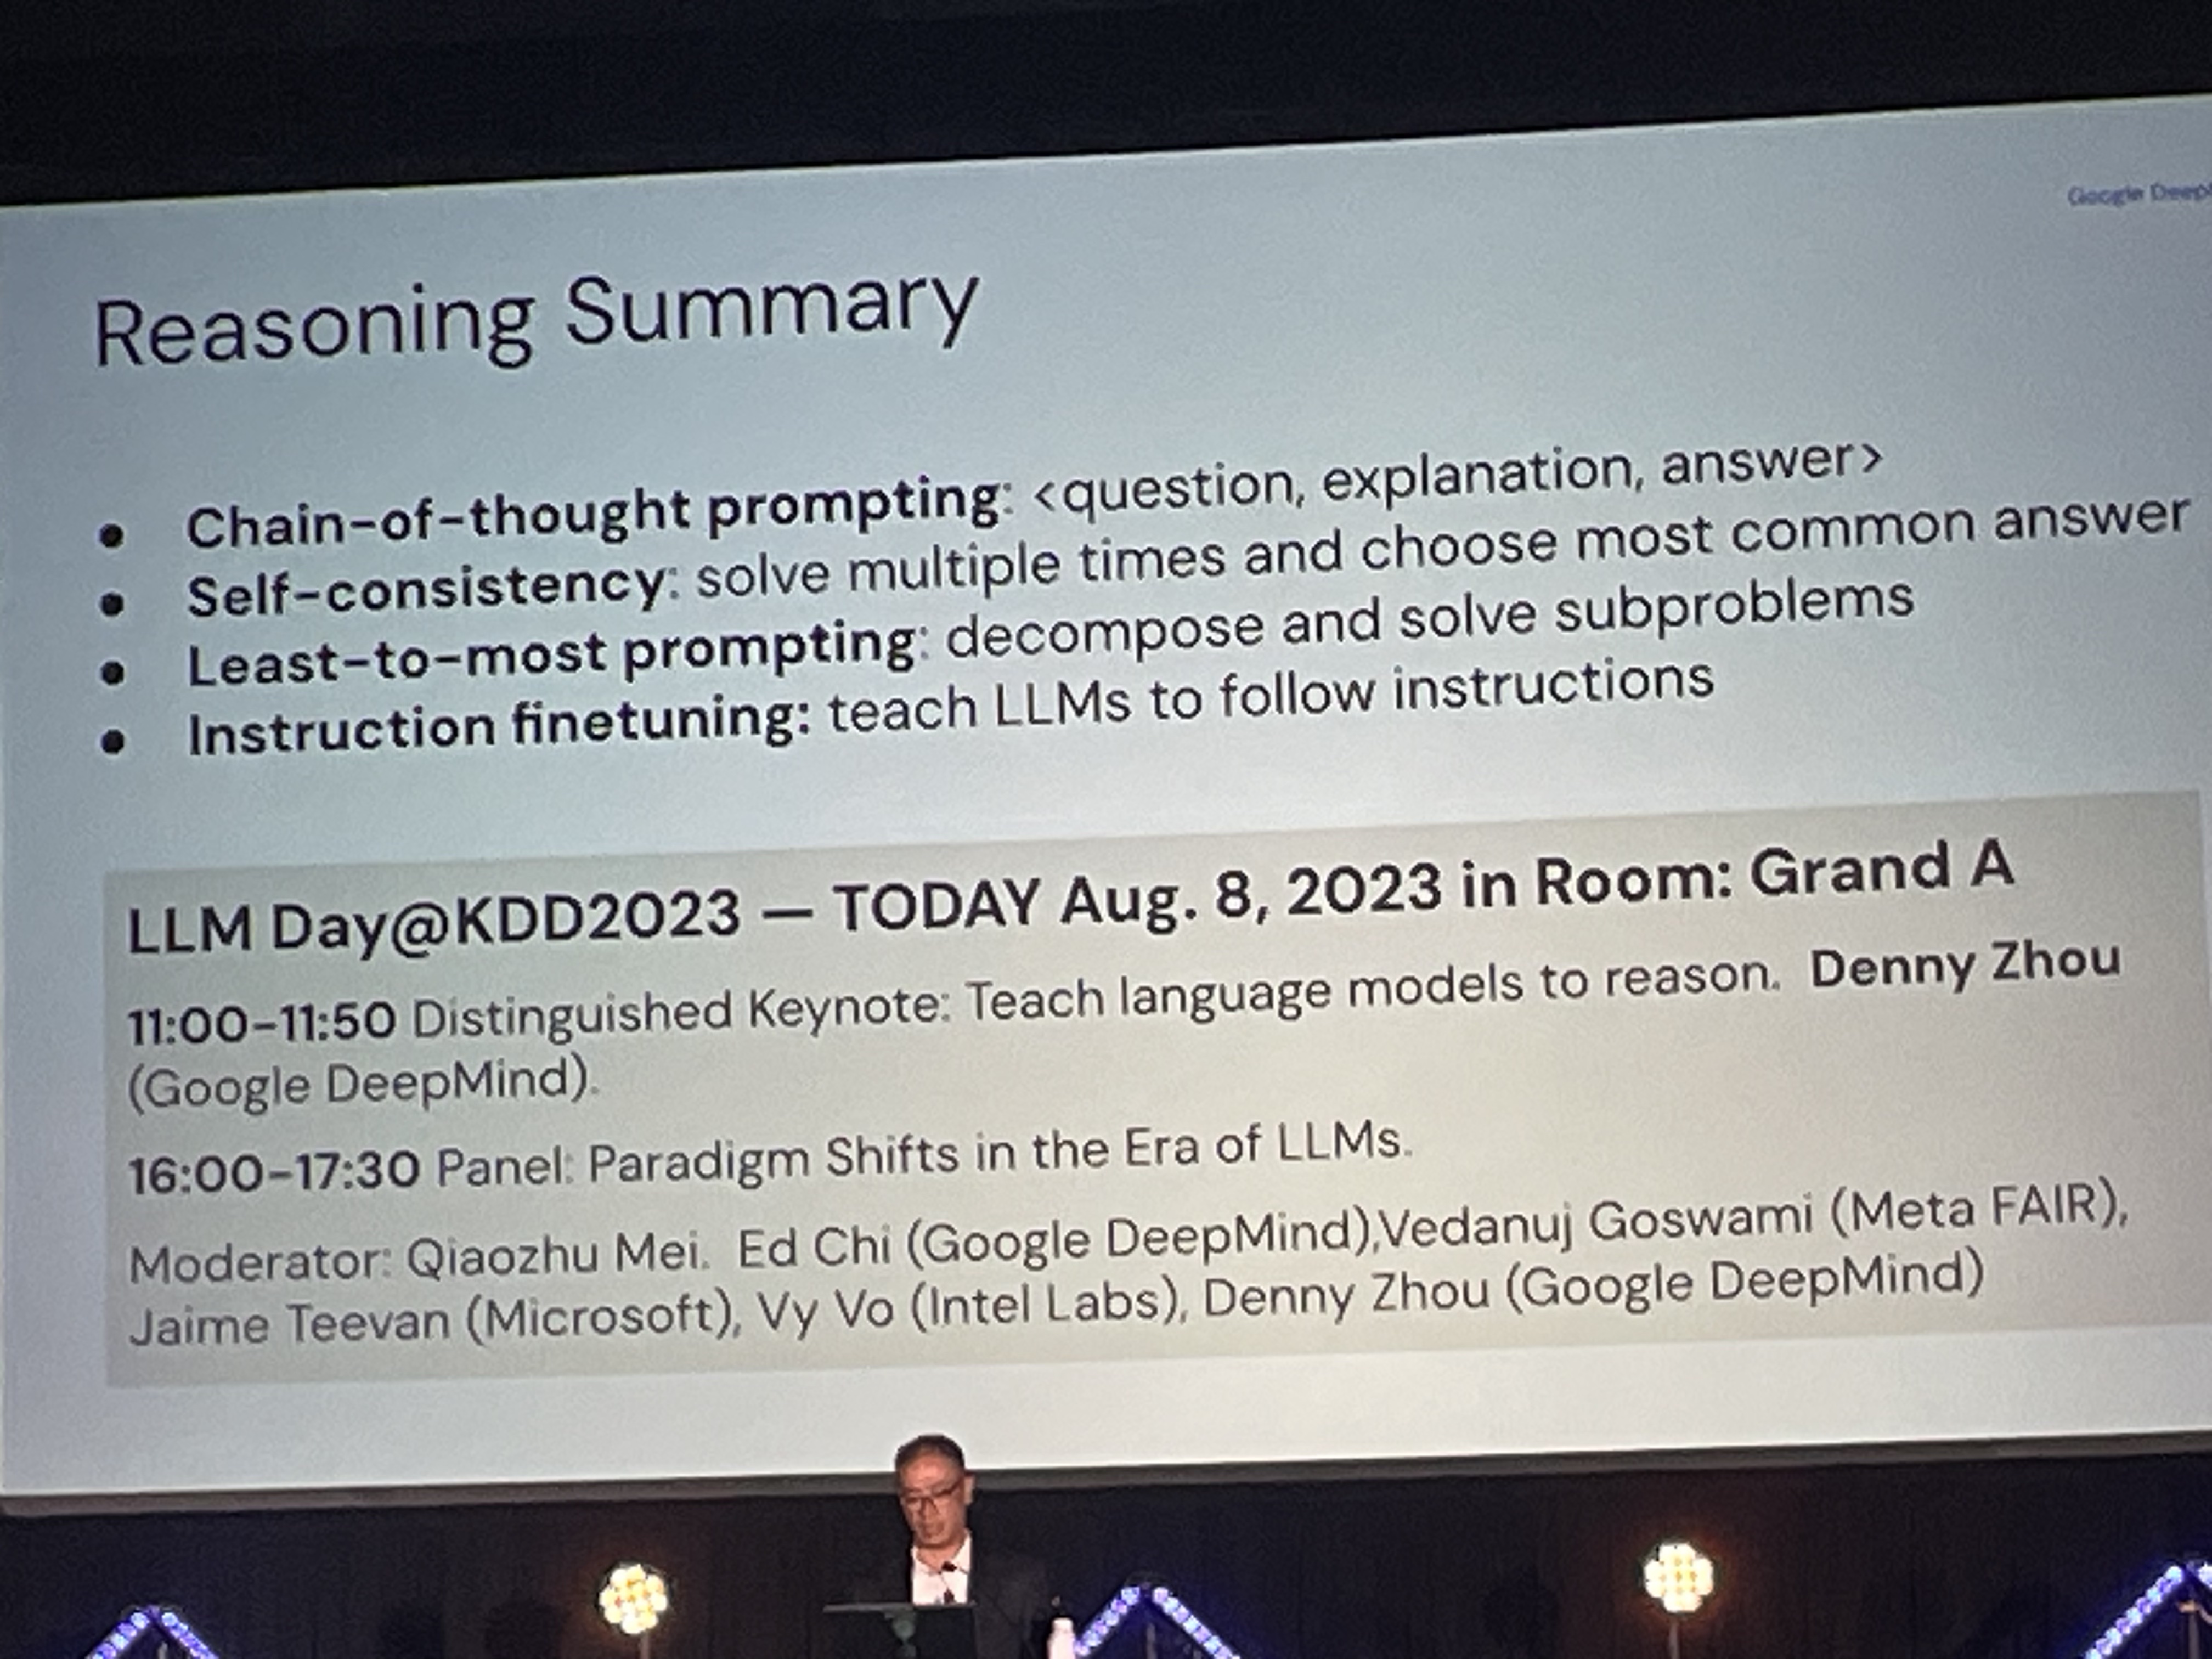 Google Deep
Reasoning Summary
• Chain-of-thought prompting: <question, explanation, answer>
• Self-consistency: solve multiple times and choose most common answer
• Least-to-most prompting: decompose and solve subproblems
• Instruction finetuning: teach LLMs to follow instructions
LLM Day@KDD2023 — TODAY Aug. 8, 2023 in Room: Grand A
11:00-11:50 Distinguished Keynote: Teach language models to reason. Denny Zhou
(Google DeepMind).
16:00-17:30 Panel: Paradigm Shifts in the Era of LLMs.
Moderator: Qiaozhu Mei. Ed Chi (Google DeepMind),Vedanuj Goswami (Meta FAIR),
Jaime Teevan (Microsoft), Vy Vo (Intel Labs), Denny Zhou (Google DeepMind)